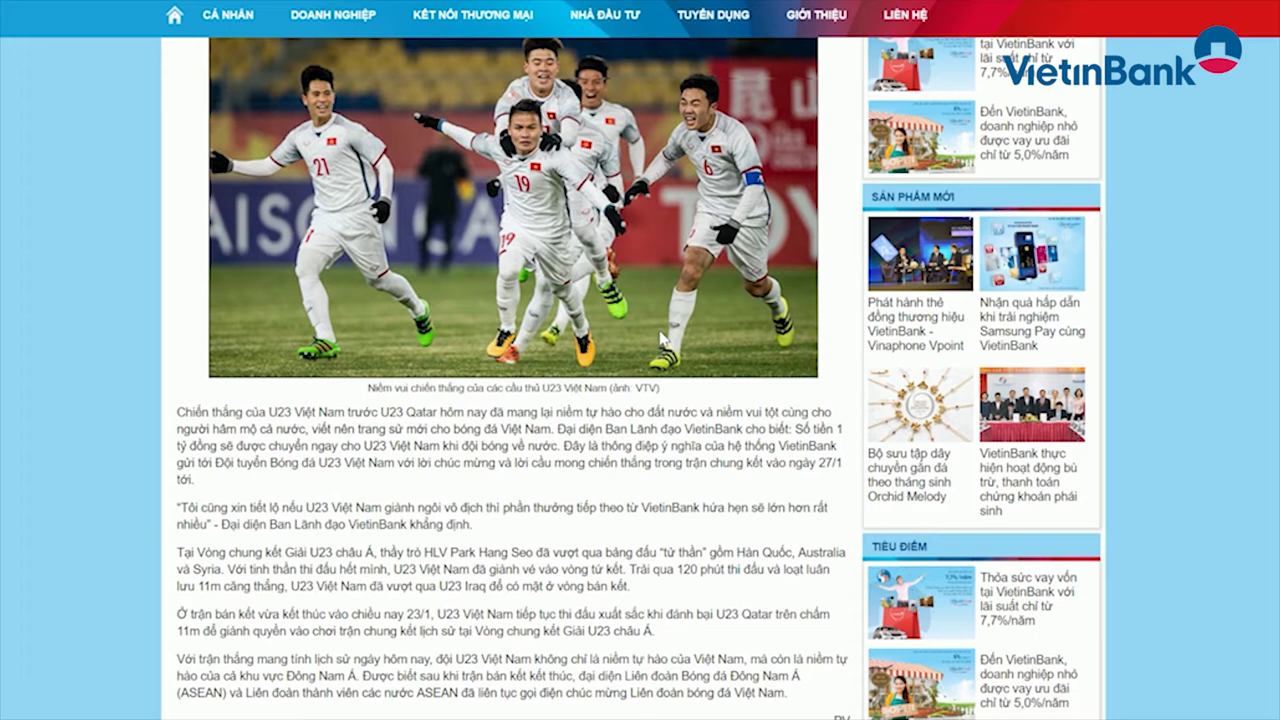 CÁ NHÂN DOANH NGHIỆP KẾT NỐI THƯƠNG MẠI NHÀ ĐẦU TƯ TUYỂN DỤNG GIỚI THIỆU LIÊN HỆ
VietinBank
21
19
19
6
TOYO
Niềm vui chiến thắng của các cầu thủ U23 Việt Nam (ảnh: VTV)
Chiến thắng của U23 Việt Nam trước U23 Qatar hôm nay đã mang lại niềm tự hào cho đất nước và niềm vui tột cùng cho
người hâm mộ cả nước, viết nên trang sử mới cho bóng đá Việt Nam. Đại diện Ban Lãnh đạo VietinBank cho biết: Số tiền 1
tỷ đồng sẽ được chuyển ngay cho U23 Việt Nam khi đội bóng về nước. Đây là thông điệp ý nghĩa của hệ thống VietinBank
gửi tới Đội tuyển Bóng đá U23 Việt Nam với lời chúc mừng và lời cầu mong chiến thắng trong trận chung kết vào ngày 27/1
tới.
"Tôi cũng xin tiết lộ nếu U23 Việt Nam giành ngôi vô địch thì phần thưởng tiếp theo từ VietinBank hứa hẹn sẽ lớn hơn rất
nhiều" - Đại diện Ban Lãnh đạo VietinBank khẳng định.
Tại Vòng chung kết Giải U23 châu Á, thầy trò HLV Park Hang Seo đã vượt qua bảng đấu "tử thần" gồm Hàn Quốc, Australia
và Syria. Với tinh thần thi đấu hết mình, U23 Việt Nam đã giành vé vào vòng tứ kết. Trải qua 120 phút thi đấu và loạt luân
lưu 11m căng thẳng, U23 Việt Nam đã vượt qua U23 Iraq để có mặt ở vòng bán kết.
Ở trận bán kết vừa kết thúc vào chiều nay 23/1, U23 Việt Nam tiếp tục thi đấu xuất sắc khi đánh bại U23 Qatar trên chấm
11m để giành quyền vào chơi trận chung kết lịch sử tại Vòng chung kết Giải U23 châu Á.
Với trận thắng mang tính lịch sử ngày hôm nay, đội U23 Việt Nam không chỉ là niềm tự hào của Việt Nam, mà còn là niềm tự
hào của cả khu vực Đông Nam Á. Được biết sau khi trận bán kết kết thúc, đại diện Liên đoàn Bóng đá Đông Nam Á
(ASEAN) và Liên đoàn thành viên các nước ASEAN đã liên tục gọi điện chúc mừng Liên đoàn bóng đá Việt Nam.
PV
tại VietinBank với
lãi suất chỉ từ
7,7%/năm
Đến VietinBank,
doanh nghiệp nhỏ
được vay ưu đãi
chỉ từ 5,0%/năm
SẢN PHẨM MỚI
Phát hành thẻ
đồng thương hiệu
VietinBank -
Vinaphone Vpoint
Nhận quà hấp dẫn
khi trải nghiệm
Samsung Pay cùng
VietinBank
Bộ sưu tập dây
chuyền gắn đá
theo tháng sinh
Orchid Melody
VietinBank thực
hiện hoạt động bù
trừ, thanh toán
chứng khoán phái
sinh
TIÊU ĐIỂM
Thỏa sức vay vốn
tại VietinBank với
lãi suất chỉ từ
7,7%/năm
Đến VietinBank,
doanh nghiệp nhỏ
được vay ưu đãi
chỉ từ 5,0%/năm